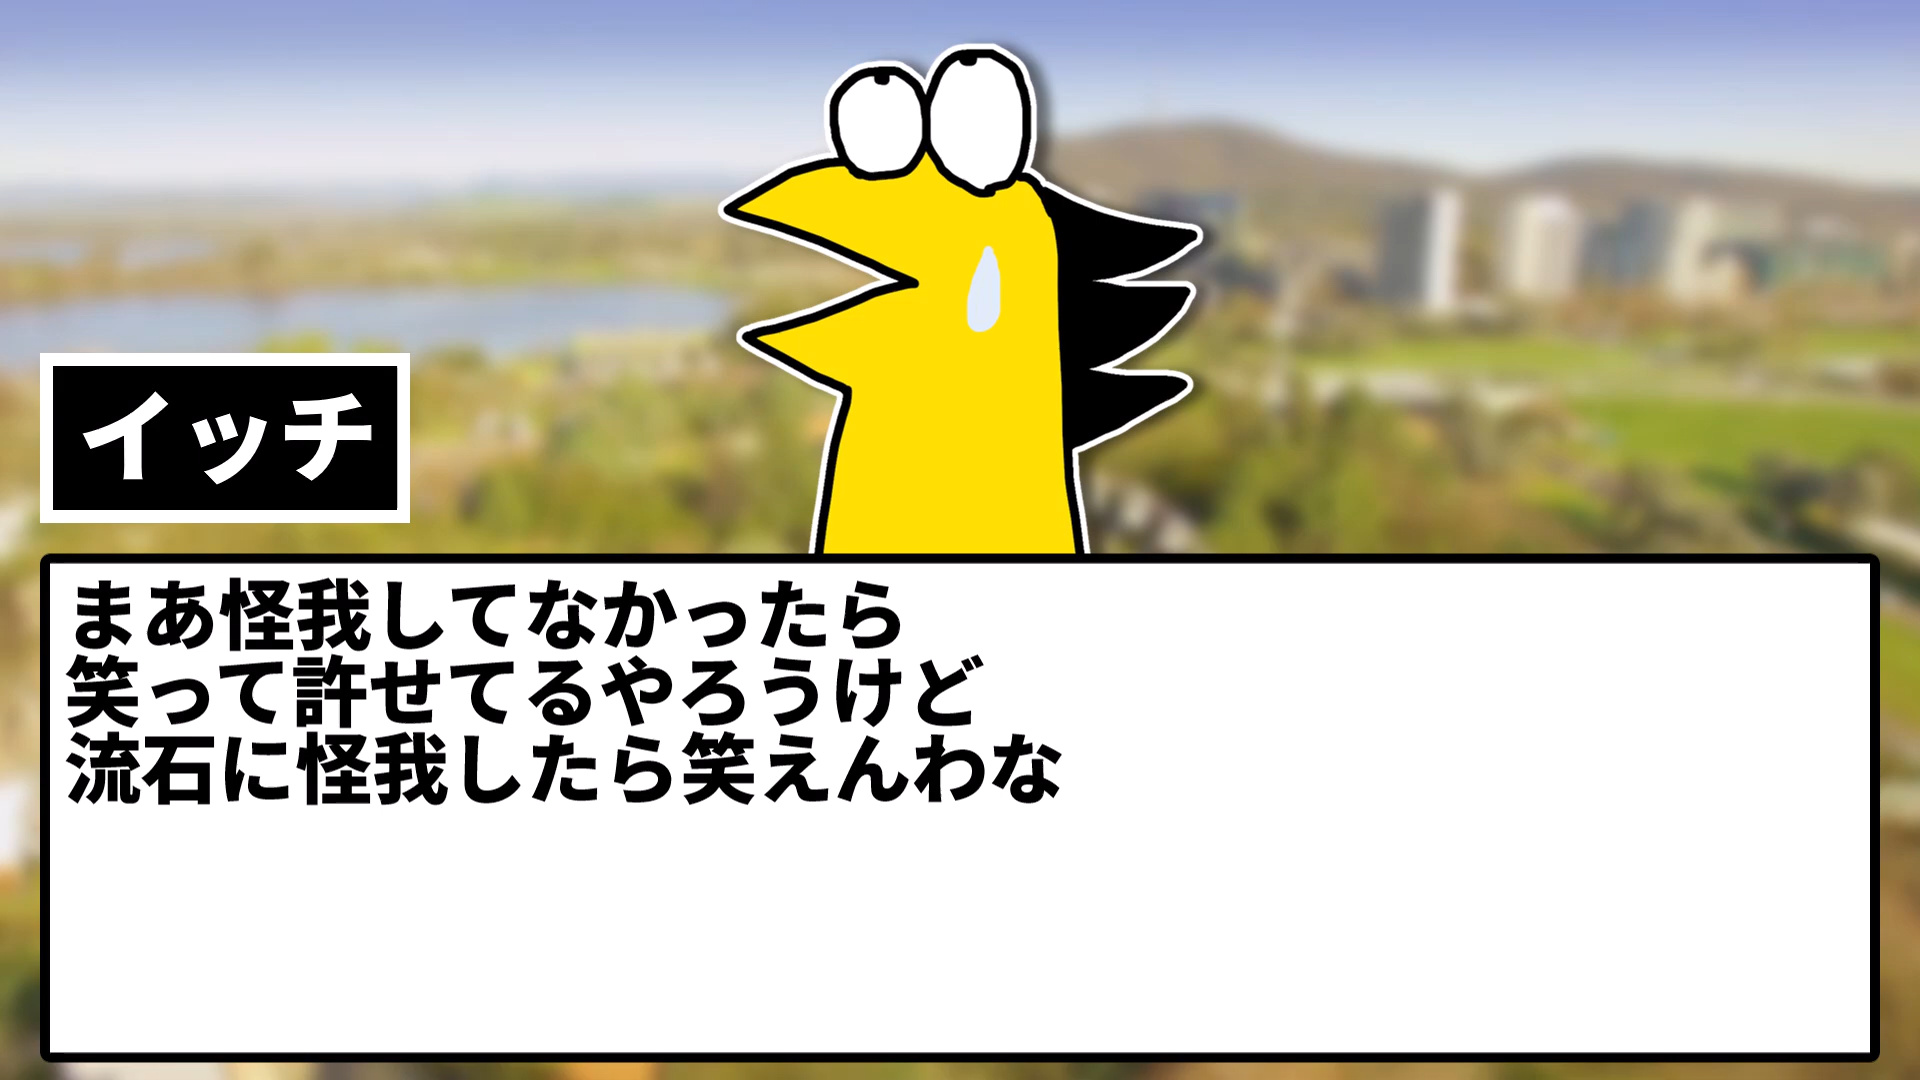 イッチ
まあ怪我してなかったら
笑って許せてるやろうけど
流石に怪我したら笑えんわな